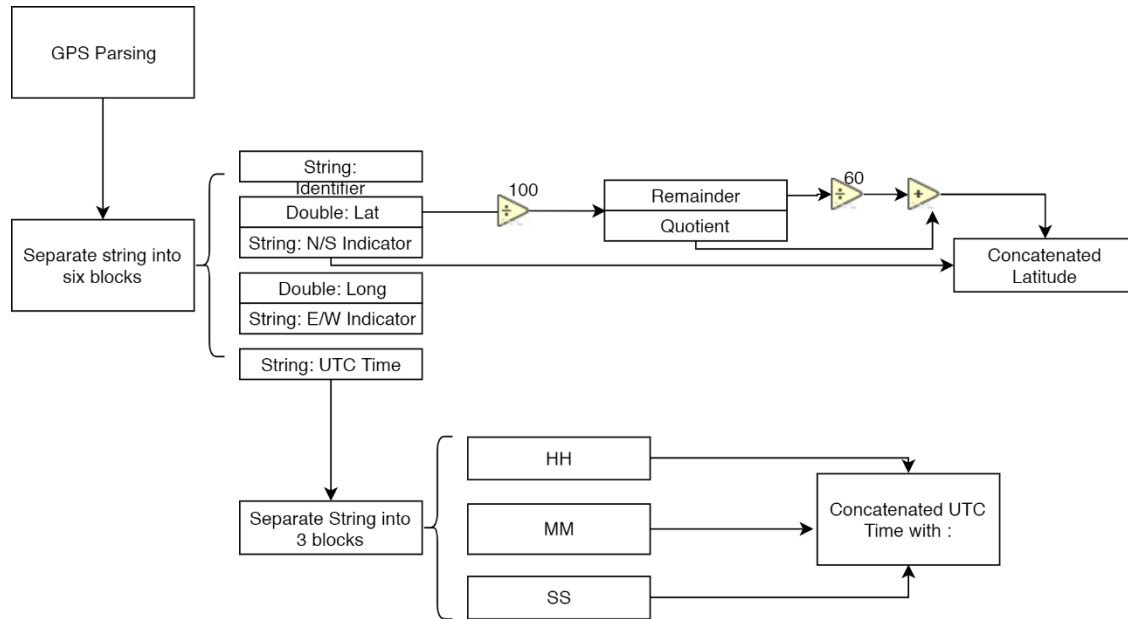 GPS Parsing
Separate string into
six blocks
String:
Identifier
Double: Lat
String: N/S Indicator
Double: Long
String: E/W Indicator
String: UTC Time
100
÷
Remainder
Quotient
60
÷
+
Concatenated
Latitude
Separate String into
3 blocks
HH
MM
SS
Concatenated UTC
Time with :